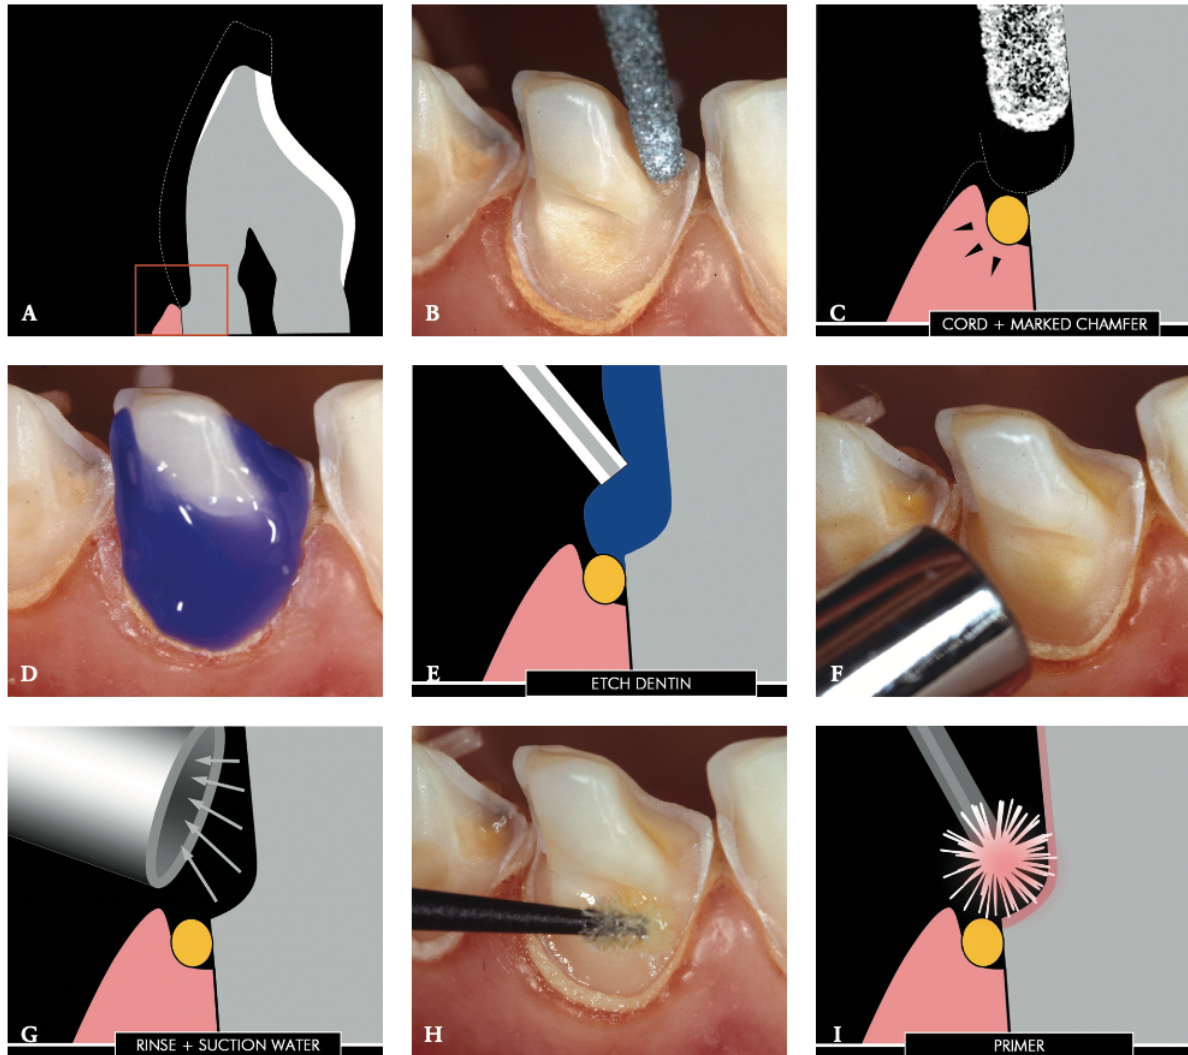 A
B
C
CORD + MARKED CHAMFER
D
E
ETCH DENTIN
F
G
RINSE + SUCTION WATER
H
I
PRIMER